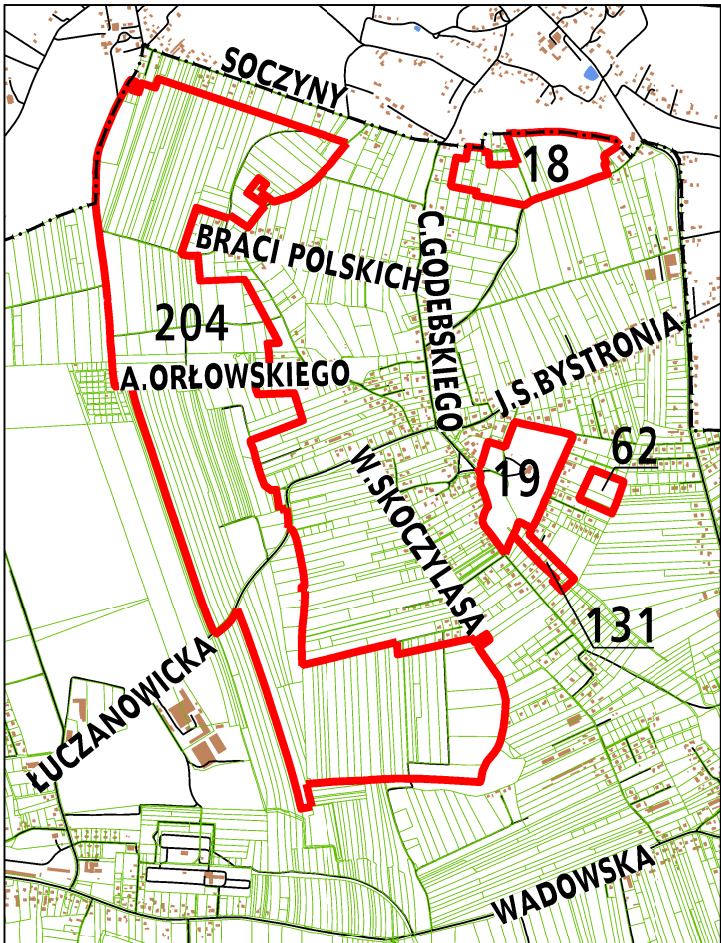 SOCZYNY
18
BRACI POLSKICH
C.GODEBSKIEGO
204
J.S.BYSTRONIA
A.ORŁOWSKIEGO
62
19
W.SKOCZYLASA
131
ŁUCZANOWICKA
WADOWSKA